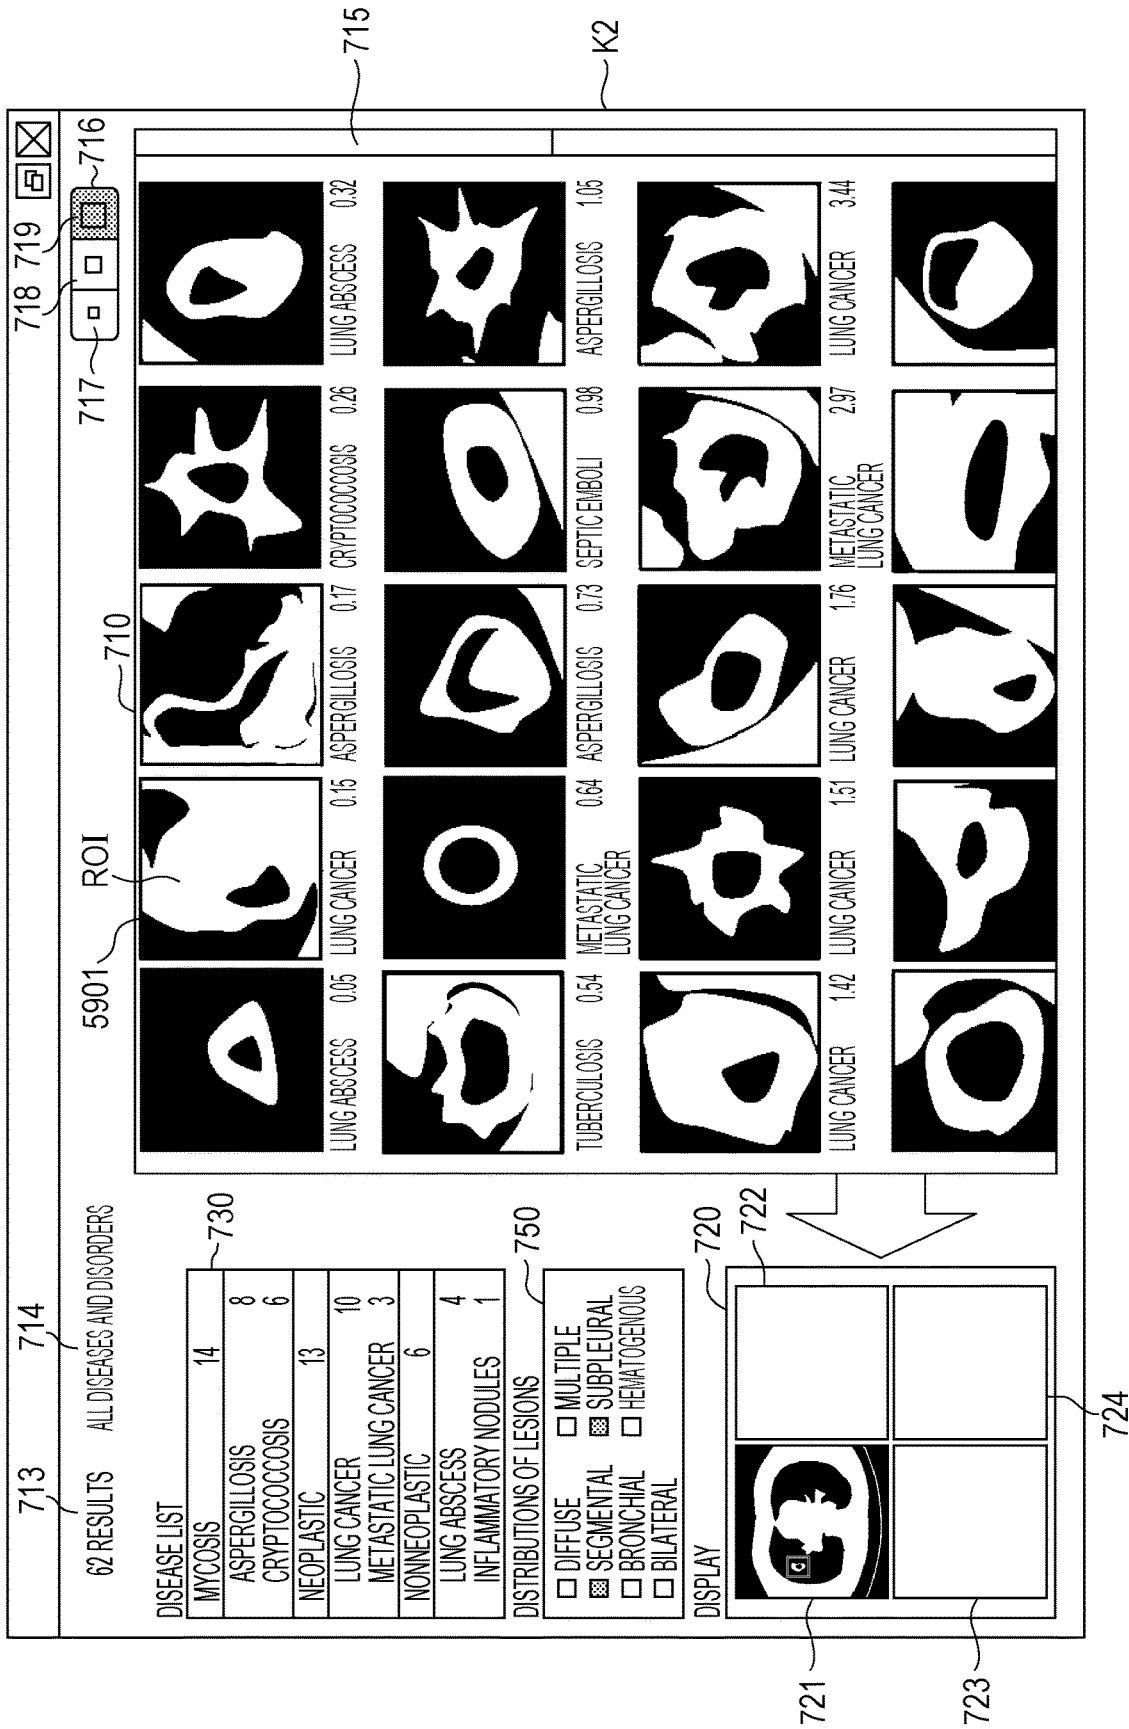 713
714
718
719
62 RESULTS
ALL DISEASES AND DISORDERS
5901
ROI
710
717
716
DISEASE LIST
MYCOSIS 14
ASPERGILLOSIS 8
CRYPTOCOCCOSIS 6
NEOPLASTIC 13
LUNG CANCER 10
METASTATIC LUNG CANCER 3
NONNEOPLASTIC 6
LUNG ABSCESS 4
INFLAMMATORY NODULES 1
730
DISTRIBUTIONS OF LESIONS
750
DIFFUSE
MULTIPLE
SEGMENTAL
SUBPLEURAL
BRONCHIAL
HEMATOGENOUS
BILATERAL
DISPLAY
720
722
721
723
724
LUNG ABSCESS 0.05
LUNG CANCER 0.15
ASPERGILLOSIS 0.17
CRYPTOCOCCOSIS 0.26
LUNG ABSCESS 0.32
715
TUBERCULOSIS 0.54
METASTATIC 0.64
LUNG CANCER
ASPERGILLOSIS 0.73
SEPTIC EMBOLI 0.98
ASPERGILLOSIS 1.05
LUNG CANCER 1.42
LUNG CANCER 1.51
LUNG CANCER 1.76
METASTATIC 2.97
LUNG CANCER
LUNG CANCER 3.44
K2